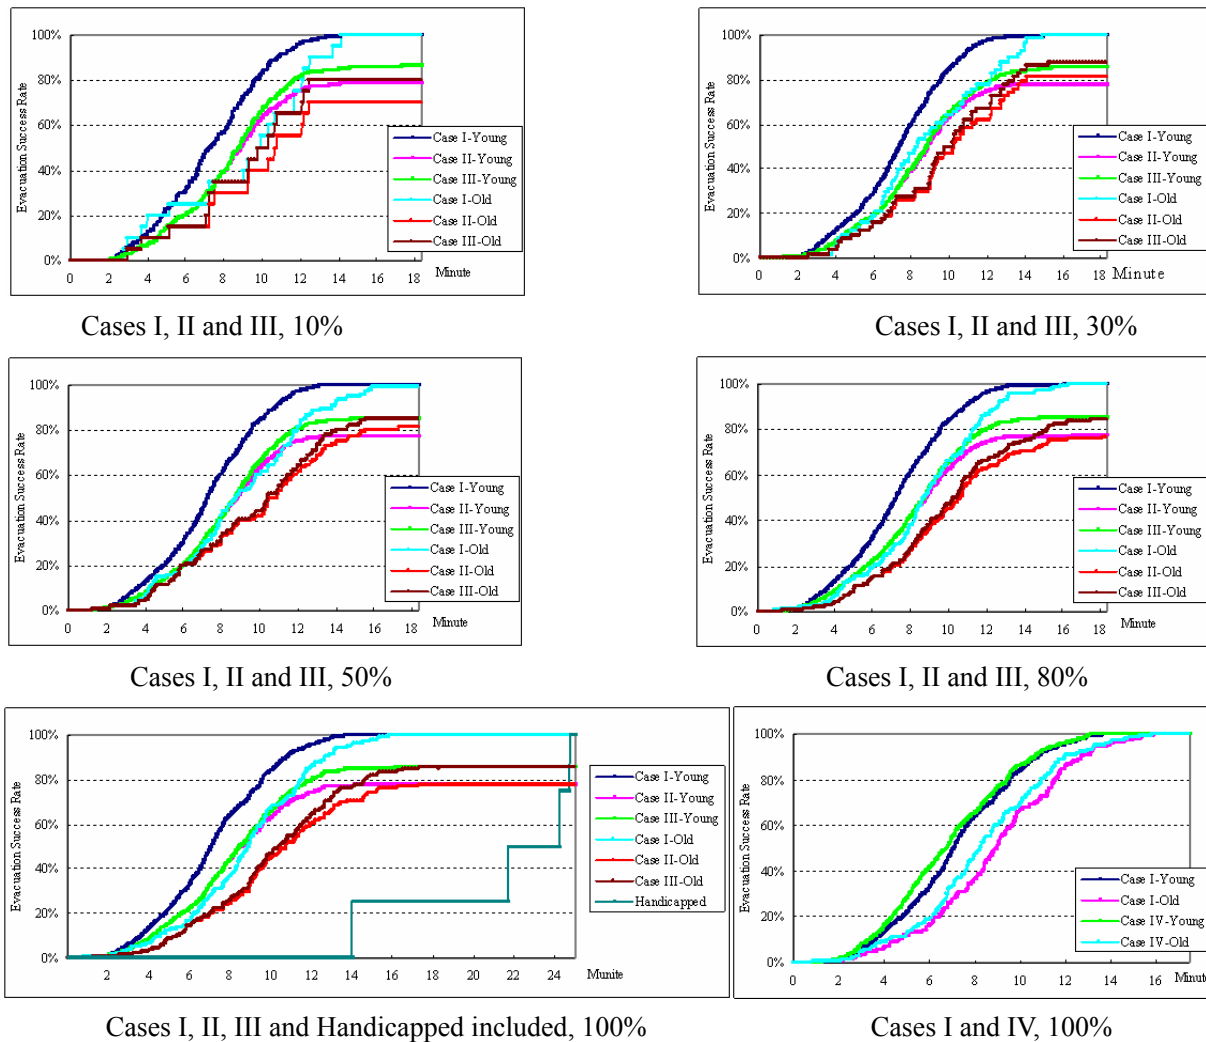 100%
80%
60%
40%
20%
0%
Evacuation Success Rate
0 2 4 6 8 10 12 14 16 18
Minute
Case I-Young
Case II-Young
Case III-Young
Case I-Old
Case II-Old
Case III-Old
Cases I, II and III, 10%
100%
80%
60%
40%
20%
0%
Evacuation Success Rate
0 2 4 6 8 10 12 14 16 18
Minute
Case I-Young
Case II-Young
Case III-Young
Case I-Old
Case II-Old
Case III-Old
Cases I, II and III, 30%
100%
80%
60%
40%
20%
0%
Evacuation Success Rate
0 2 4 6 8 10 12 14 16 18
Minute
Case I-Young
Case II-Young
Case III-Young
Case I-Old
Case II-Old
Case III-Old
Cases I, II and III, 50%
100%
80%
60%
40%
20%
0%
Evacuation Success Rate
0 2 4 6 8 10 12 14 16 18
Minute
Case I-Young
Case II-Young
Case III-Young
Case I-Old
Case II-Old
Case III-Old
Cases I, II and III, 80%
100%
80%
60%
40%
20%
0%
Evacuation Success Rate
2 4 6 8 10 12 14 16 18 20 22 24
Munite
Case I-Young
Case II-Young
Case III-Young
Case I-Old
Case II-Old
Case III-Old
Handicapped
Cases I, II, III and Handicapped included, 100%
100%
80%
60%
40%
20%
0%
Evacuation Success Rate
0 2 4 6 8 10 12 14 16
Minute
Case I-Young
Case I-Old
Case IV-Young
Case IV-Old
Cases I and IV, 100%